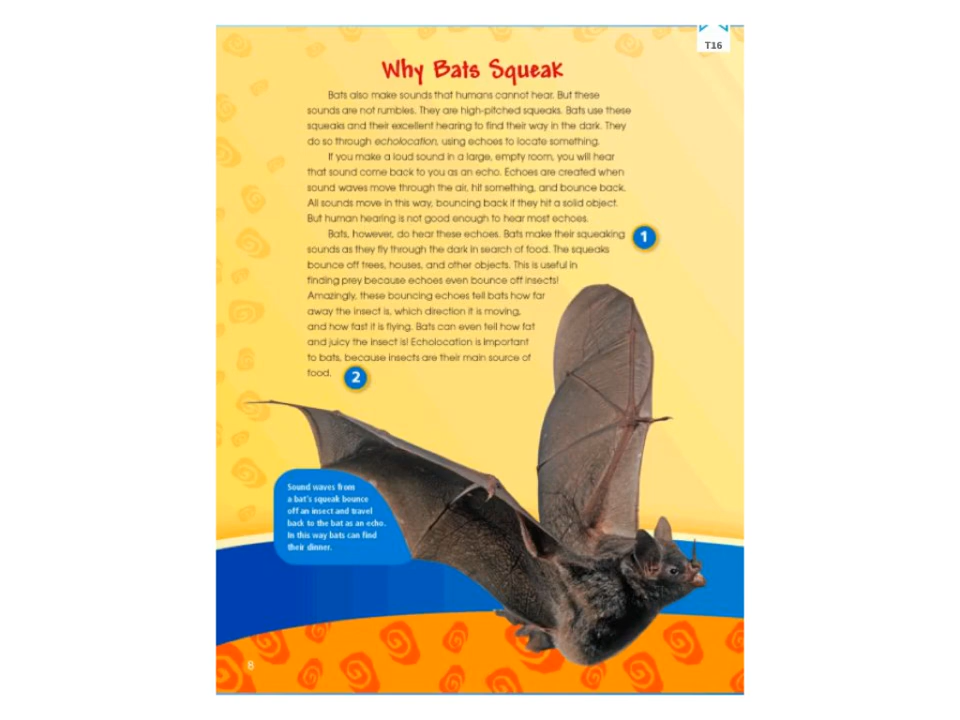 T16
Why Bats Squeak
Bats also make sounds that humans cannot hear. But these
sounds are not rumbles. They are high-pitched squeaks. Bats use these
squeaks and their excellent hearing to find their way in the dark. They
do so through echolocation, using echoes to locate something.
If you make a loud sound in a large, empty room, you will hear
that sound come back to you as an echo. Echoes are created when
sound waves move through the air, hit something, and bounce back.
All sounds move in this way, bouncing back if they hit a solid object.
But human hearing is not good enough to hear most echoes.
Bats, however, do hear these echoes. Bats make their squeaking
1
sounds as they fly through the dark in search of food. The squeaks
bounce off trees, houses, and other objects. This is useful in
finding prey because echoes even bounce off insects!
Amazingly, these bouncing echoes tell bats how far
away the insect is, which direction it is moving,
and how fast it is flying. Bats can even tell how fat
and juicy the insect is! Echolocation is important
to bats, because insects are their main source of
food.
2
Sound waves from
a bat's squeak bounce
off an insect and travel
back to the bat as an echo.
In this way bats can find
their dinner.
8